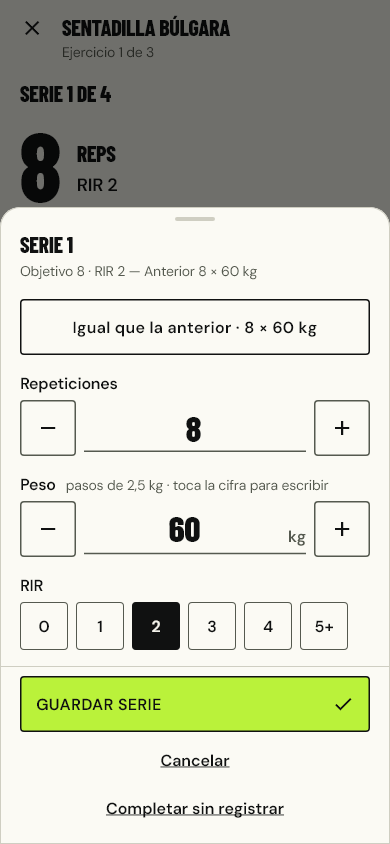 SENTADILLA BÚLGARA
Ejercicio 1 de 3
SERIE 1 DE 4
8
REPS
RIR 2
SERIE 1
Objetivo 8 · RIR 2 — Anterior 8 × 60 kg
Igual que la anterior · 8 × 60 kg
Repeticiones
− 8 +
Peso pasos de 2,5 kg · toca la cifra para escribir
− 60 kg +
RIR
0 1 2 3 4 5+
GUARDAR SERIE
Cancelar
Completar sin registrar